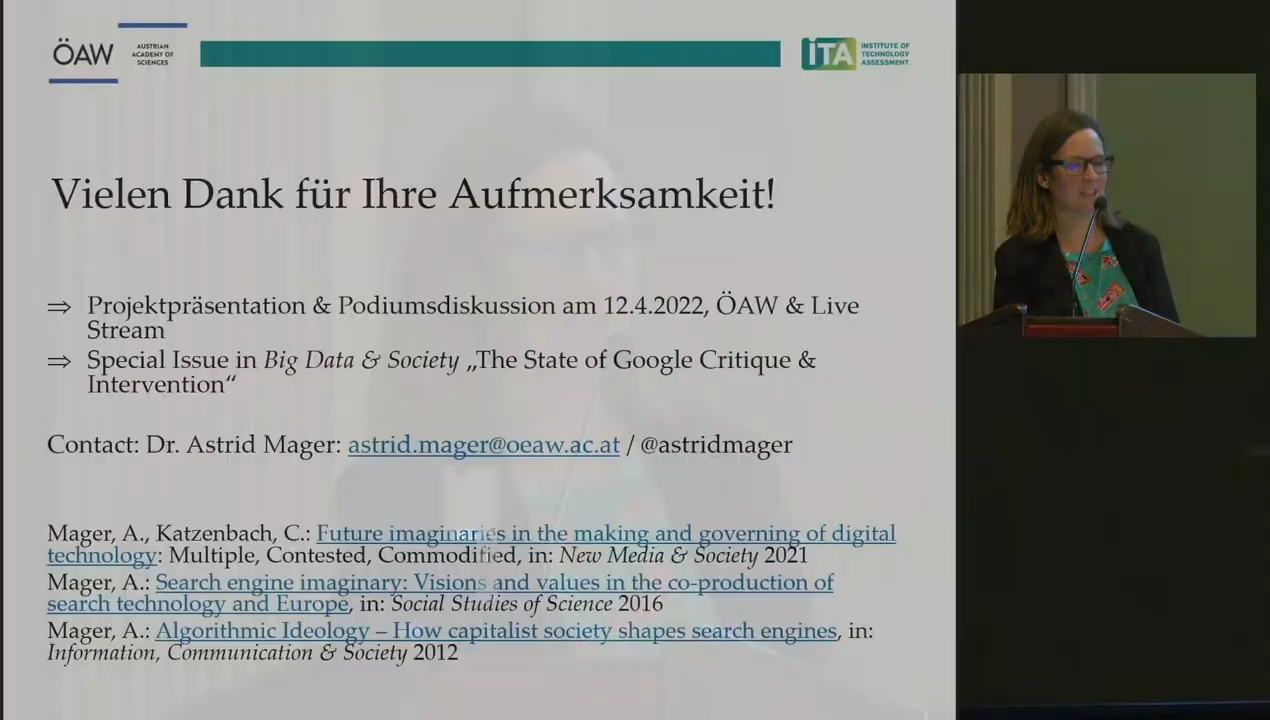 ÖAW
AUSTRIAN
ACADEMY OF
SCIENCES
ITA
INSTITUTE OF
TECHNOLOGY
ASSESSMENT
Vielen Dank für Ihre Aufmerksamkeit!
⇒ Projektpräsentation & Podiumsdiskussion am 12.4.2022, ÖAW & Live
Stream
⇒ Special Issue in Big Data & Society „The State of Google Critique &
Intervention“
Contact: Dr. Astrid Mager: astrid.mager@oeaw.ac.at / @astridmager
Mager, A., Katzenbach, C.: Future imaginaries in the making and governing of digital
technology: Multiple, Contested, Commodified, in: New Media & Society 2021
Mager, A.: Search engine imaginary: Visions and values in the co-production of
search technology and Europe, in: Social Studies of Science 2016
Mager, A.: Algorithmic Ideology – How capitalist society shapes search engines, in:
Information, Communication & Society 2012